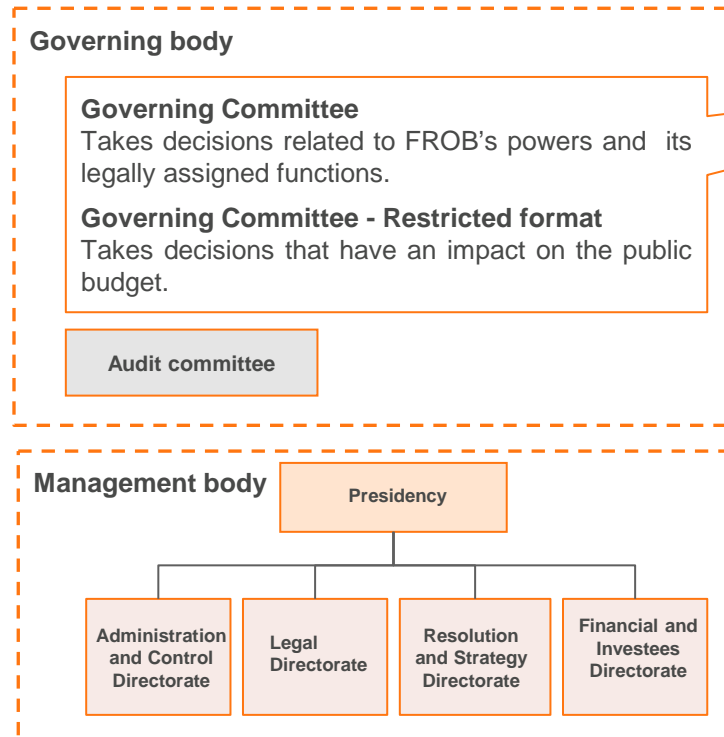 Governing body
Governing Committee
Takes decisions related to FROB's powers and its
legally assigned functions.
Governing Committee - Restricted format
Takes decisions that have an impact on the public
budget.
Audit committee
Management body
Presidency
Administration
and Control
Directorate
Legal
Directorate
Resolution
and Strategy
Directorate
Financial and
Investees
Directorate